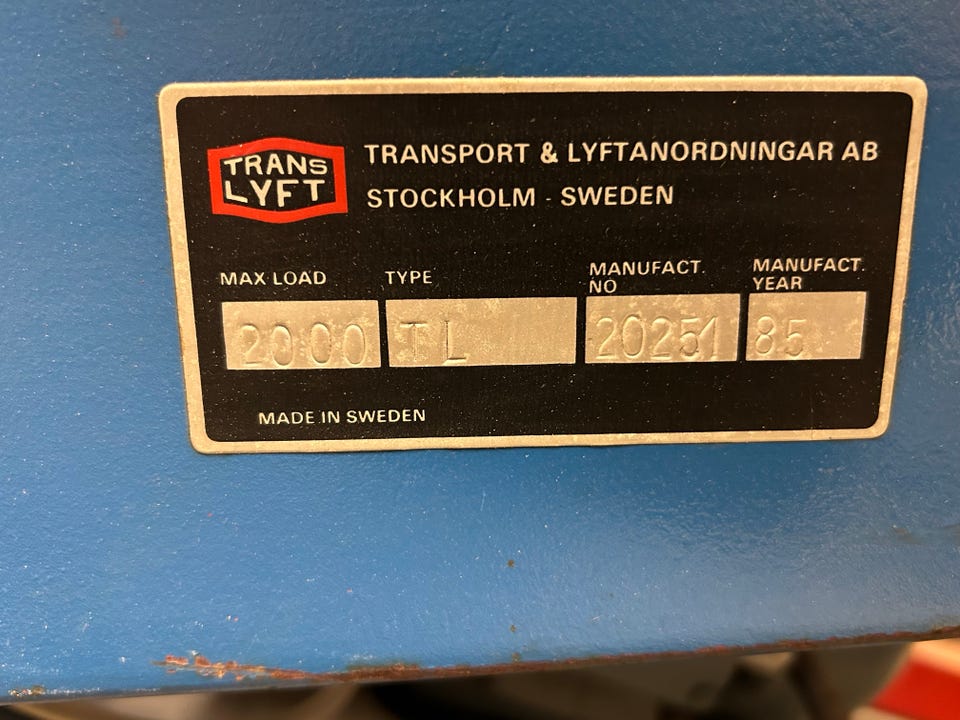 TRANS
LYFT
TRANSPORT & LYFTANORDNINGAR AB
STOCKHOLM - SWEDEN
MAX LOAD
2000
TYPE
TL
MANUFACT.
NO
20251
MANUFACT.
YEAR
85
MADE IN SWEDEN